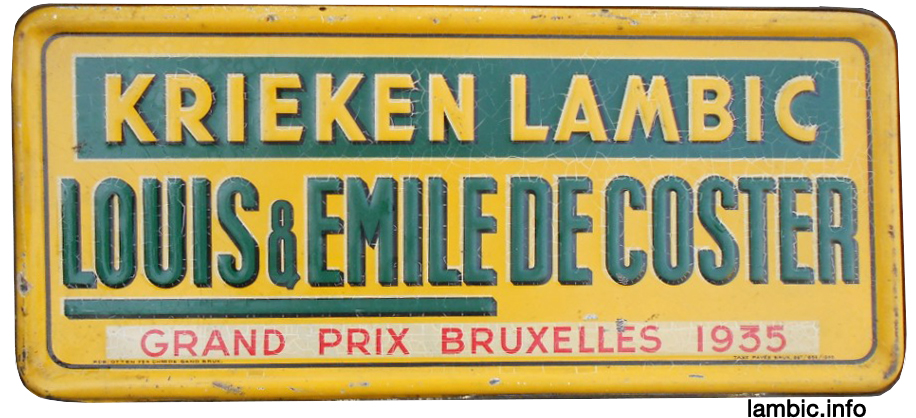 KRIEKEN LAMBIC
LOUIS & EMILE DE COSTER
GRAND PRIX BRUXELLES 1935
lambic.info